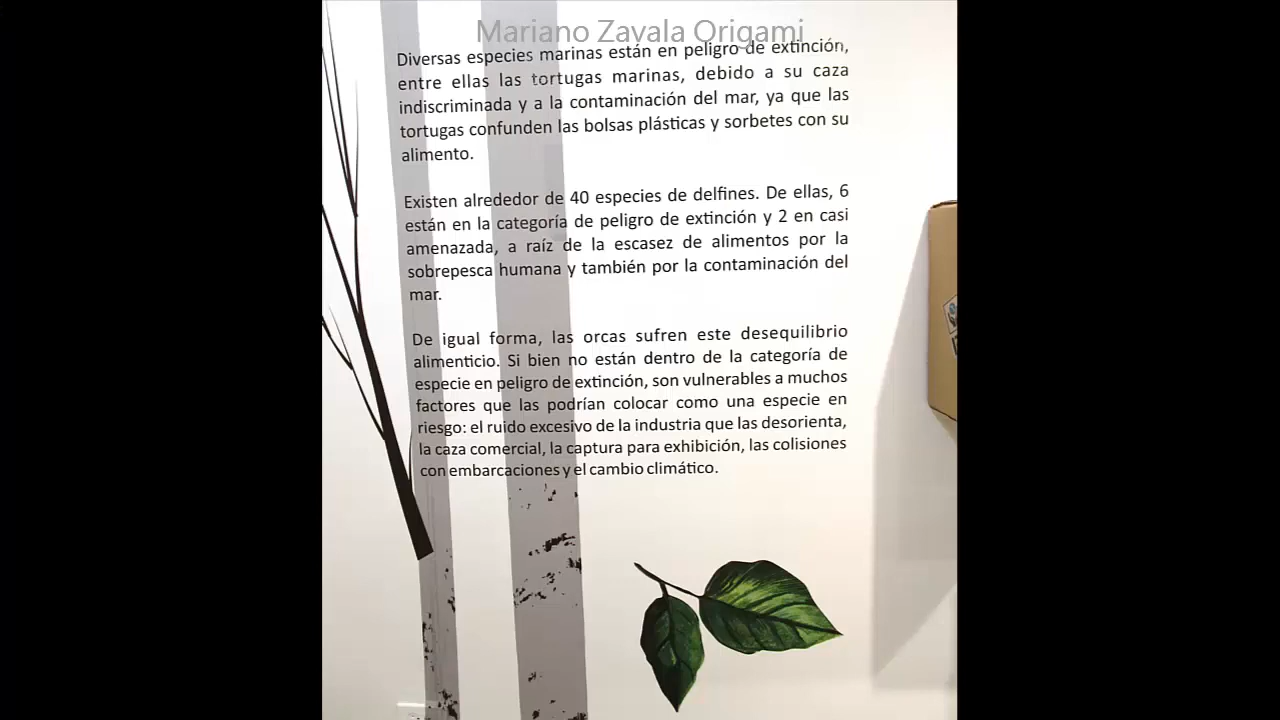 Mariano Zavala Origami
Diversas especies marinas están en peligro de extinción,
entre ellas las tortugas marinas, debido a su caza
indiscriminada y a la contaminación del mar, ya que las
tortugas confunden las bolsas plásticas y sorbetes con su
alimento.
Existen alrededor de 40 especies de delfines. De ellas, 6
están en la categoría de peligro de extinción y 2 en casi
amenazada, a raíz de la escasez de alimentos por la
sobrepesca humana y también por la contaminación del
mar.
De igual forma, las orcas sufren este desequilibrio
alimenticio. Si bien no están dentro de la categoría de
especie en peligro de extinción, son vulnerables a muchos
factores que las podrían colocar como una especie en
riesgo: el ruido excesivo de la industria que las desorienta,
la caza comercial, la captura para exhibición, las colisiones
con embarcaciones y el cambio climático.